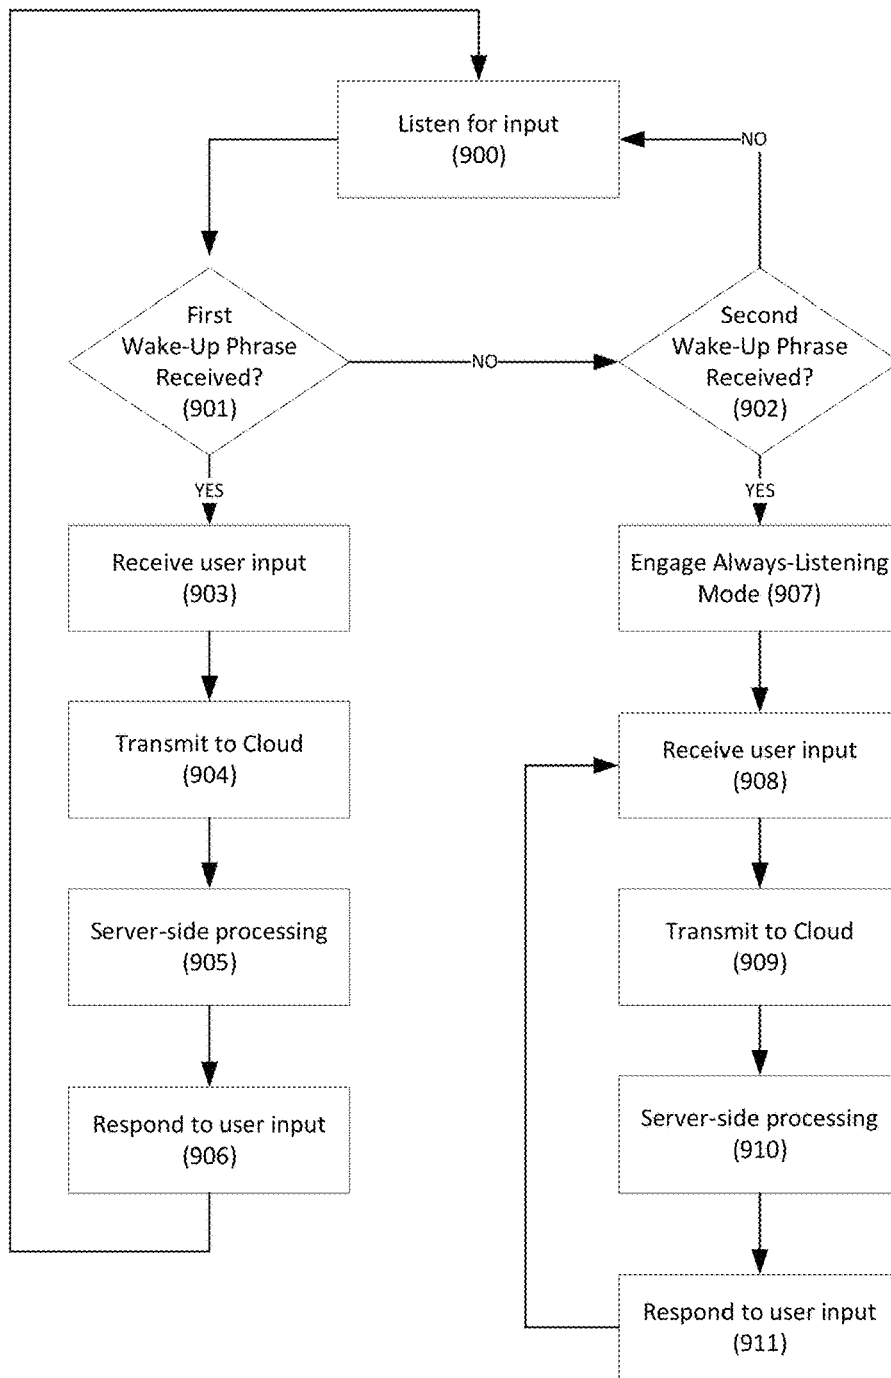 Listen for input
(900)
NO
First
Wake-Up Phrase
Received?
(901)
NO
Second
Wake-Up Phrase
Received?
(902)
YES
YES
Receive user input
(903)
Engage Always-Listening
Mode (907)
Transmit to Cloud
(904)
Receive user input
(908)
Server-side processing
(905)
Transmit to Cloud
(909)
Respond to user input
(906)
Server-side processing
(910)
Respond to user input
(911)